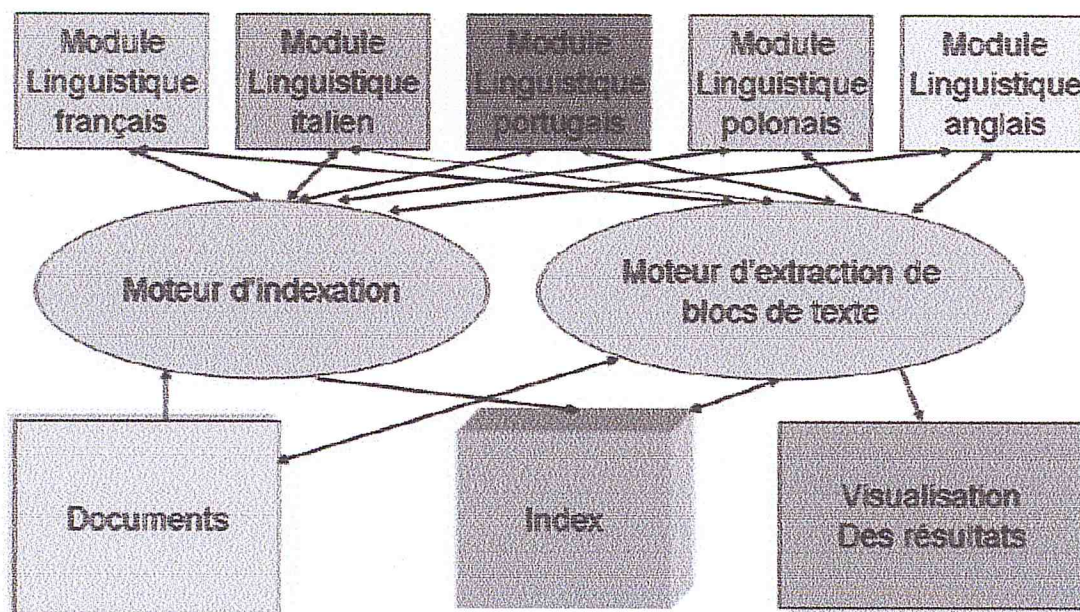 Module
Linguistique
français
Module
Linguistique
italien
Module
Linguistique
portugais
Module
Linguistique
polonais
Module
Linguistique
anglais
Moteur d'indexation
Moteur d'extraction de
blocs de texte
Documents
Index
Visualisation
Des résultats